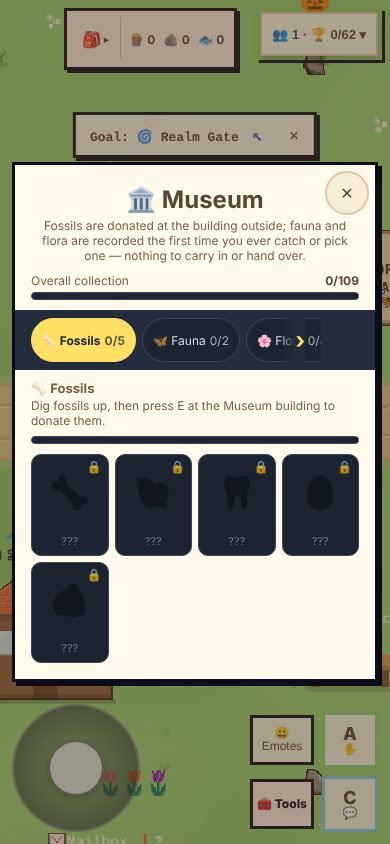 0 0 0
1 · 0/62 ▾
Goal: Realm Gate ×
×
Museum
Fossils are donated at the building outside; fauna and
flora are recorded the first time you ever catch or pick
one — nothing to carry in or hand over.
Overall collection 0/109
Fossils 0/5 Fauna 0/2 Flo 0/
Fossils
Dig fossils up, then press E at the Museum building to
donate them.
??? ??? ??? ???
???
Emotes A
Tools C
Mailbox 2